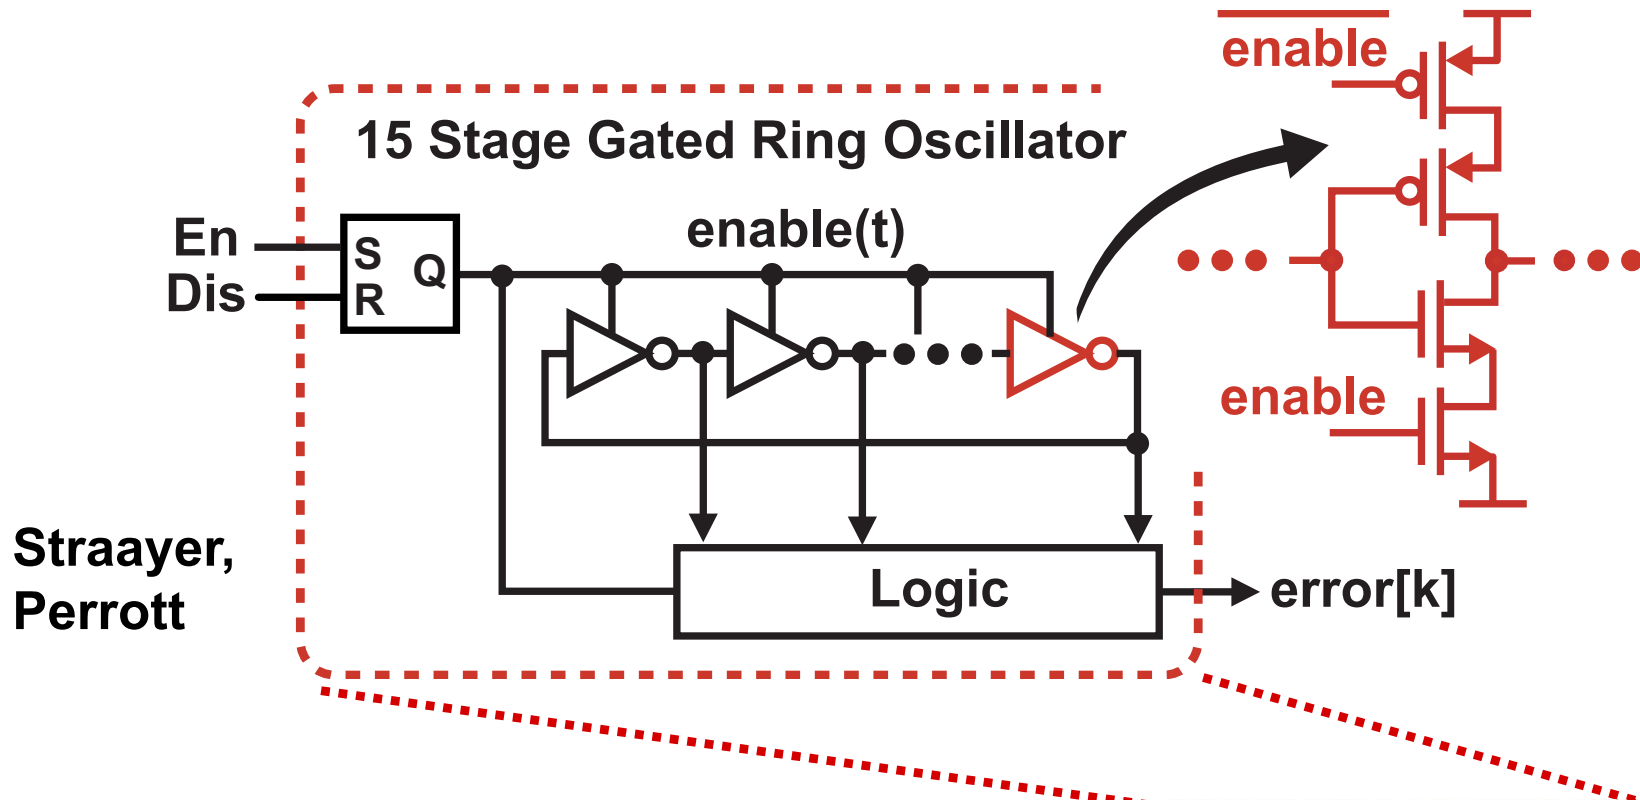 enable
15 Stage Gated Ring Oscillator
En
Dis
S
R
Q
enable(t)
enable
Straayer,
Perrott
Logic
error[k]